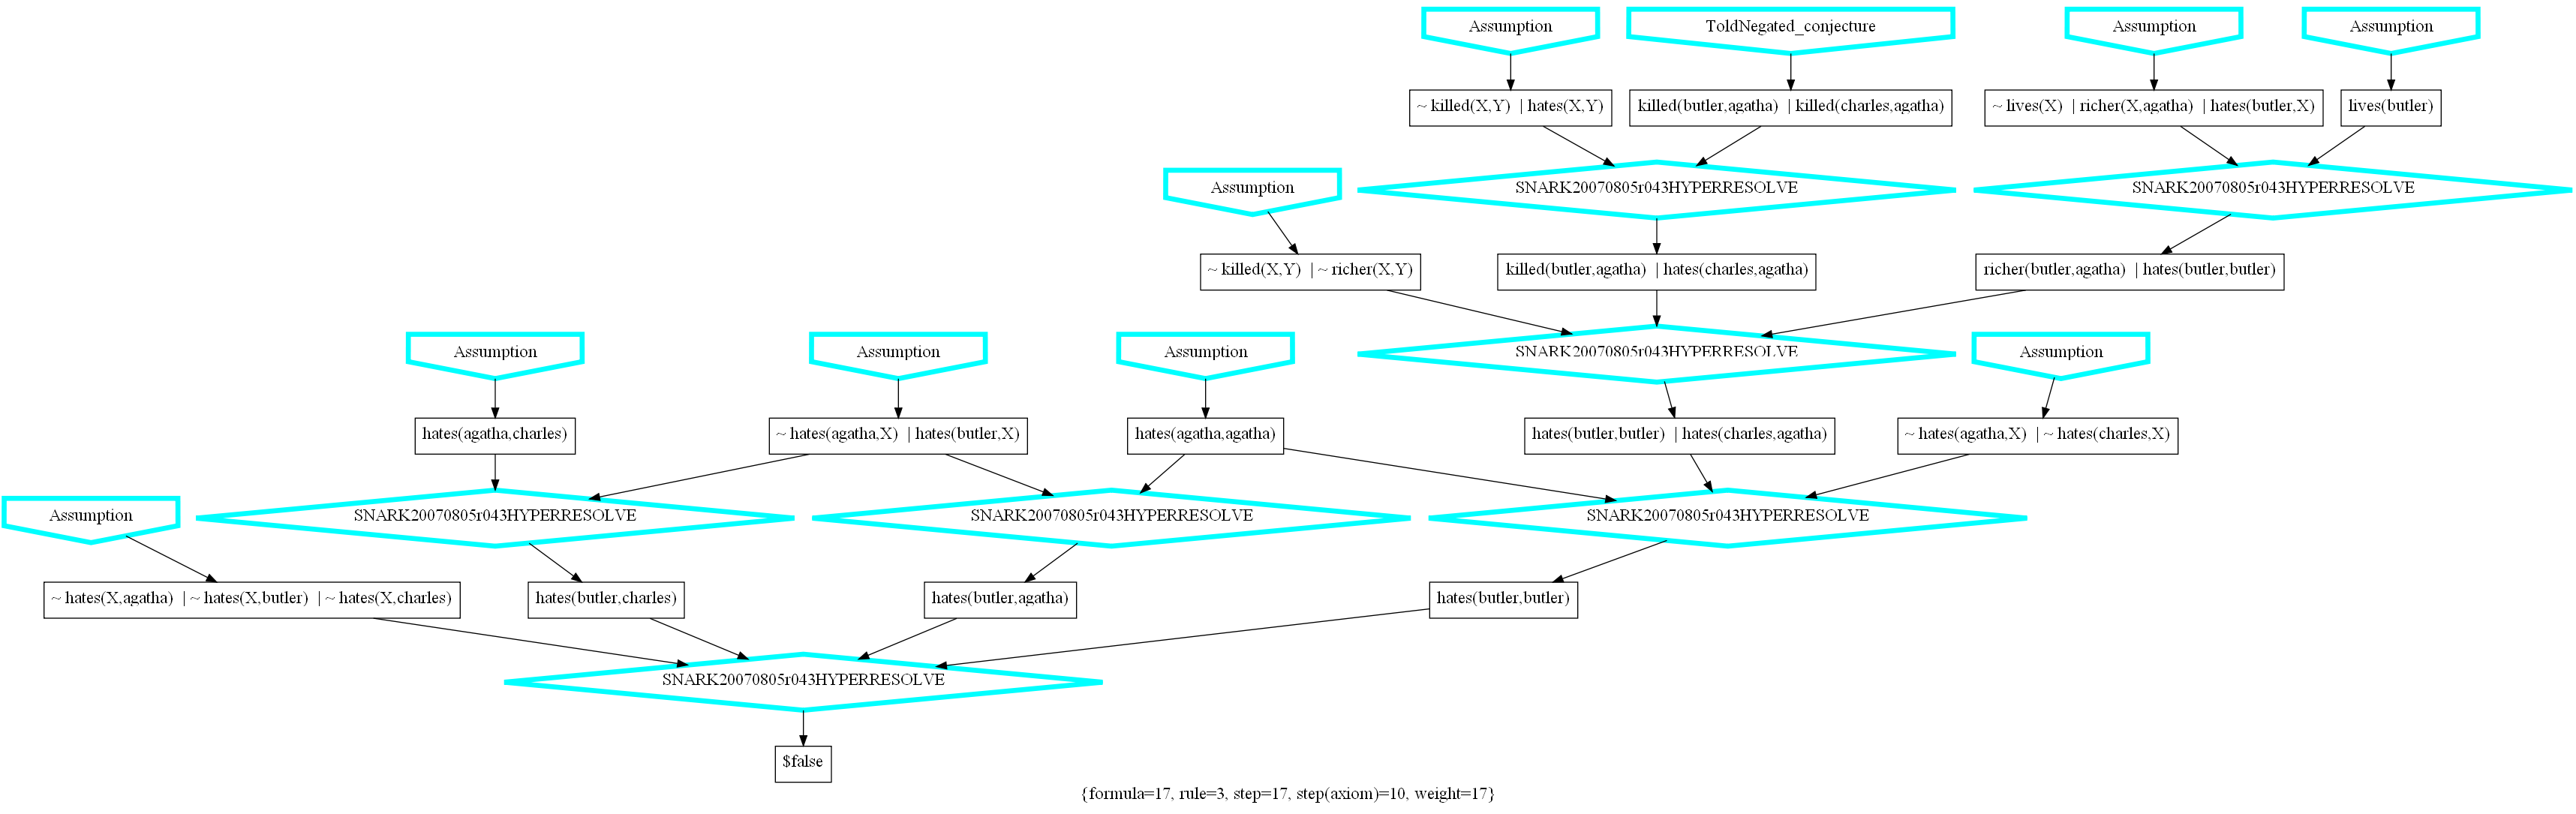 Assumption
ToldNegated_conjecture
Assumption
Assumption
~ killed(X,Y) | hates(X,Y)
killed(butler,agatha) | killed(charles,agatha)
~ lives(X) | richer(X,agatha) | hates(butler,X)
lives(butler)
Assumption
SNARK20070805r043HYPERRESOLVE
SNARK20070805r043HYPERRESOLVE
~ killed(X,Y) | ~ richer(X,Y)
killed(butler,agatha) | hates(charles,agatha)
richer(butler,agatha) | hates(butler,butler)
Assumption
Assumption
Assumption
SNARK20070805r043HYPERRESOLVE
Assumption
hates(agatha,charles)
~ hates(agatha,X) | hates(butler,X)
hates(agatha,agatha)
hates(butler,butler) | hates(charles,agatha)
~ hates(agatha,X) | ~ hates(charles,X)
Assumption
SNARK20070805r043HYPERRESOLVE
SNARK20070805r043HYPERRESOLVE
SNARK20070805r043HYPERRESOLVE
~ hates(X,agatha) | ~ hates(X,butler) | ~ hates(X,charles)
hates(butler,charles)
hates(butler,agatha)
hates(butler,butler)
SNARK20070805r043HYPERRESOLVE
$false
{formula=17, rule=3, step=17, step(axiom)=10, weight=17}